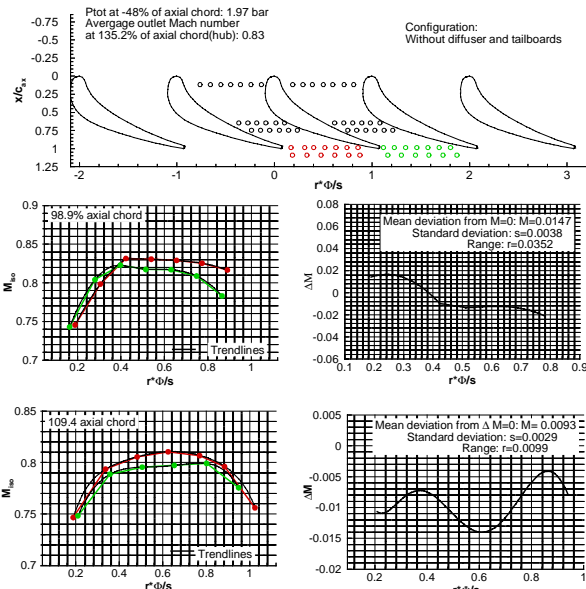 Ptot at -48% of axial chord: 1.97 bar
Avergage outlet Mach number
at 135.2% of axial chord(hub): 0.83
Configuration:
Without diffuser and tailboards
-0.75
-0.5
-0.25
0
0.25
0.5
0.75
1
1.25
x/c_ax
-2 -1 0 1 2 3
r*Φ/s
98.9% axial chord
0.9
0.85
0.8
0.75
0.7
M_iso
Trendlines
0.2 0.4 0.6 0.8 1
r*Φ/s
Mean deviation from M=0: M=0.0147
Standard deviation: s=0.0038
Range: r=0.0352
0.08
0.06
0.04
0.02
0
-0.02
-0.04
-0.06
ΔM
0.1 0.2 0.3 0.4 0.5 0.6 0.7 0.8 0.9
r*Φ/s
109.4 axial chord
0.85
0.8
0.75
0.7
M_iso
Trendlines
0.2 0.4 0.6 0.8 1
r*Φ/s
Mean deviation from Δ M=0: M= 0.0093
Standard deviation: s=0.0029
Range: r=0.0099
0.005
0
-0.005
-0.01
-0.015
-0.02
ΔM
0.2 0.4 0.6 0.8 1
r*Φ/s